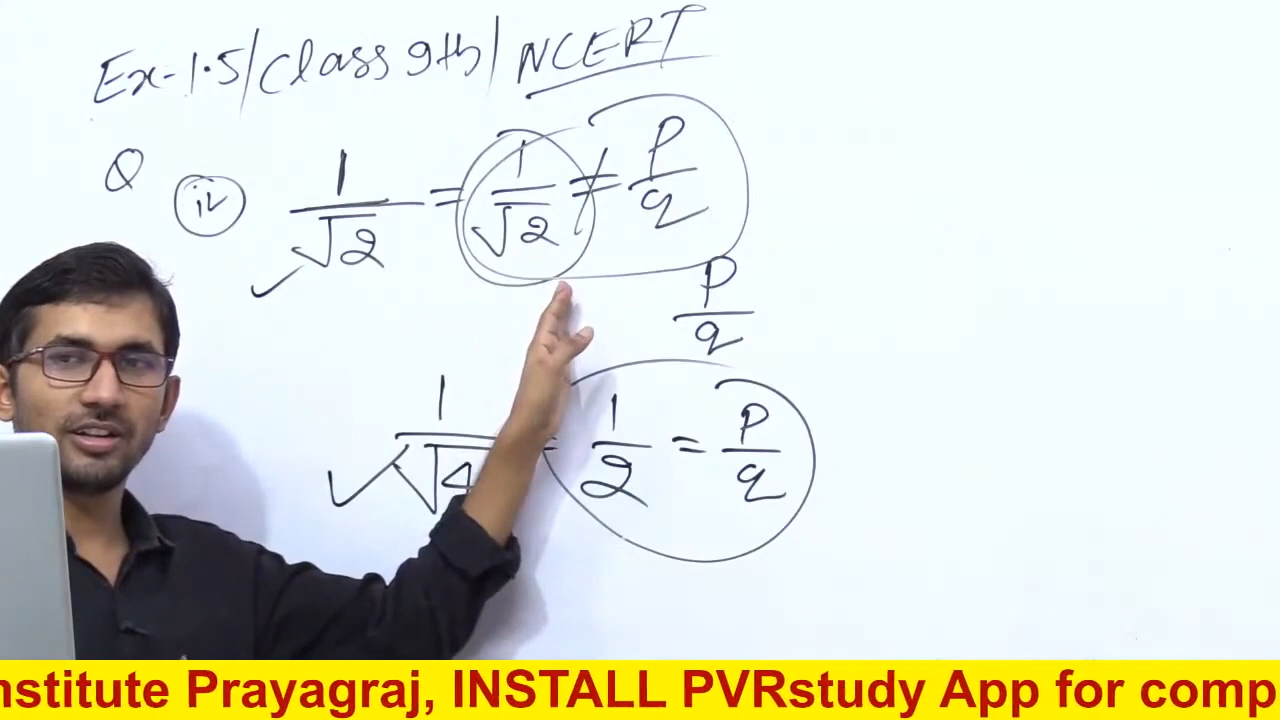 Ex-1.5/Class 9th/NCERT
Q (iv) 1/√2 = 1/√2 ≠ p/q
p/q
1/√4 = 1/2 = p/q
nstitute Prayagraj, INSTALL PVRstudy App for comp